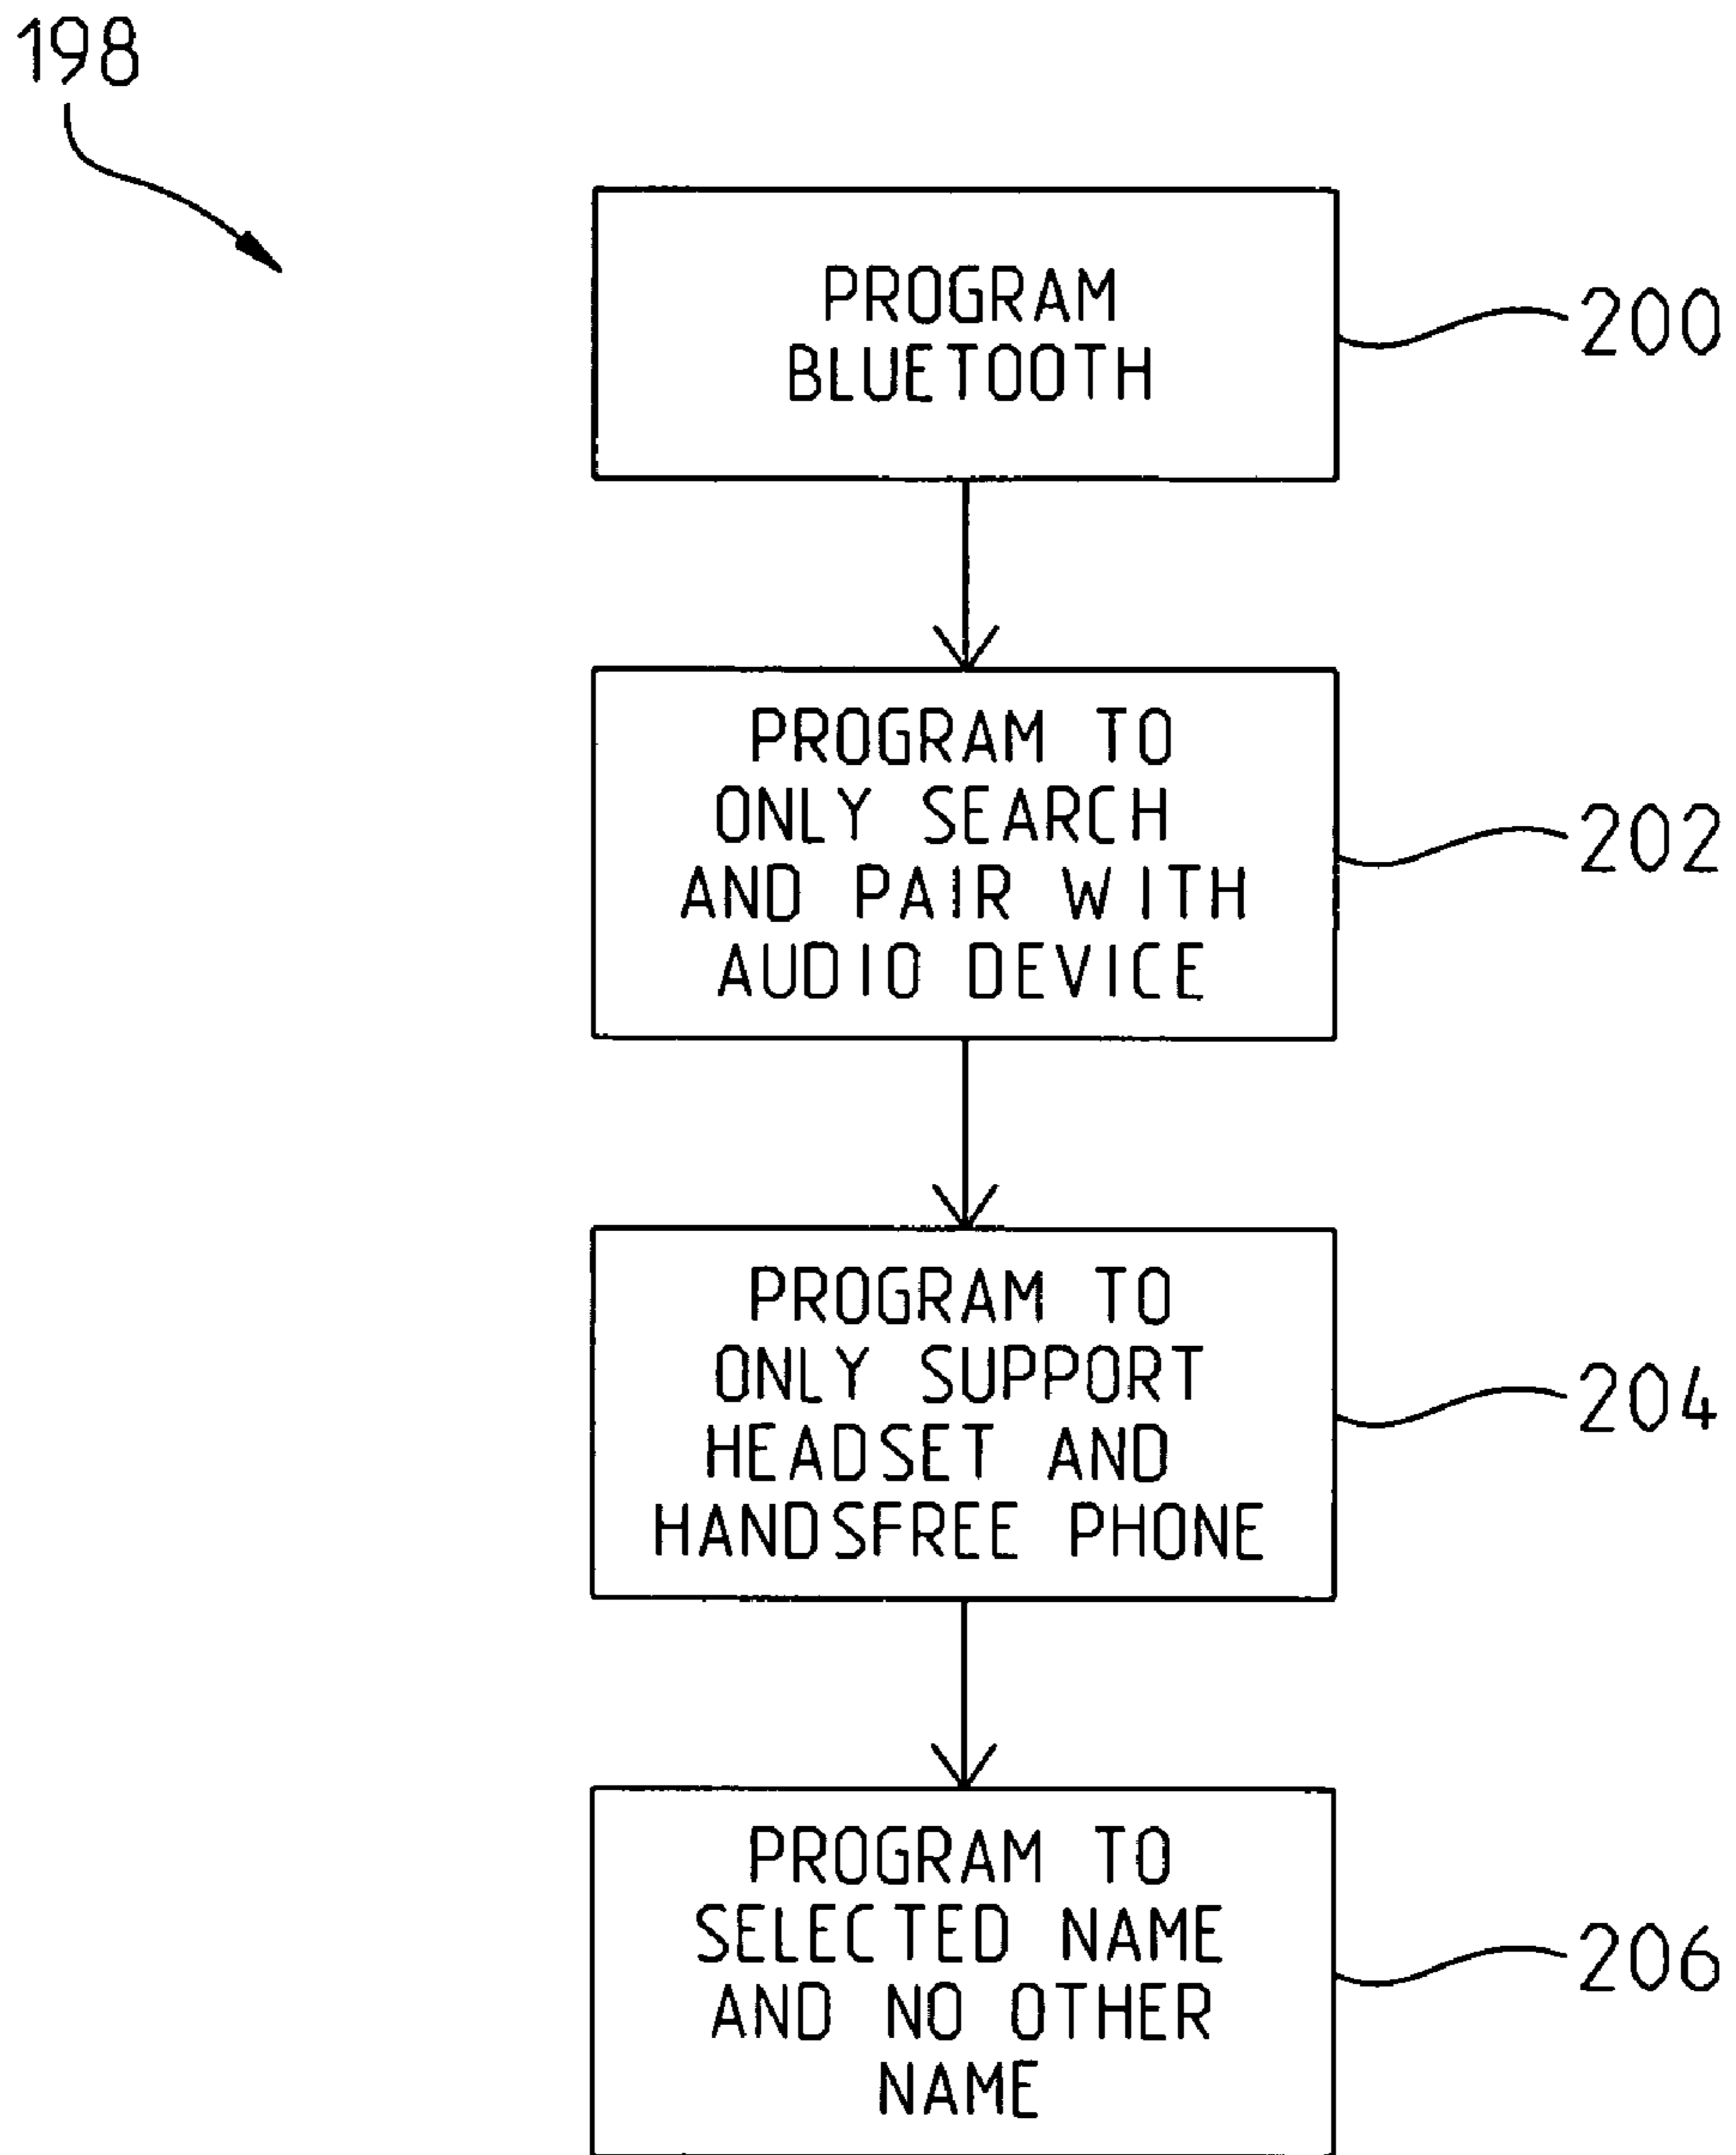 198
PROGRAM
BLUETOOTH
200
PROGRAM TO
ONLY SEARCH
AND PAIR WITH
AUDIO DEVICE
202
PROGRAM TO
ONLY SUPPORT
HEADSET AND
HANDSFREE PHONE
204
PROGRAM TO
SELECTED NAME
AND NO OTHER
NAME
206